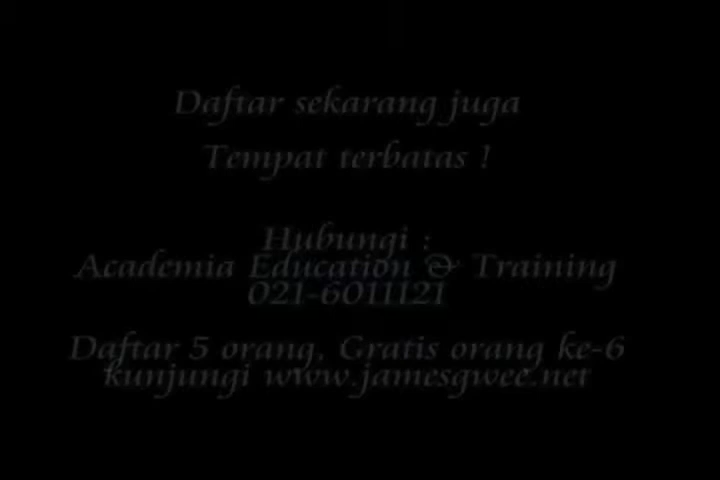 Daftar sekarang juga
Tempat terbatas !
Hubungi :
Academia Education & Training
021-6011121
Daftar 5 orang, Gratis orang ke-6
kunjungi www.jamesgwee.net